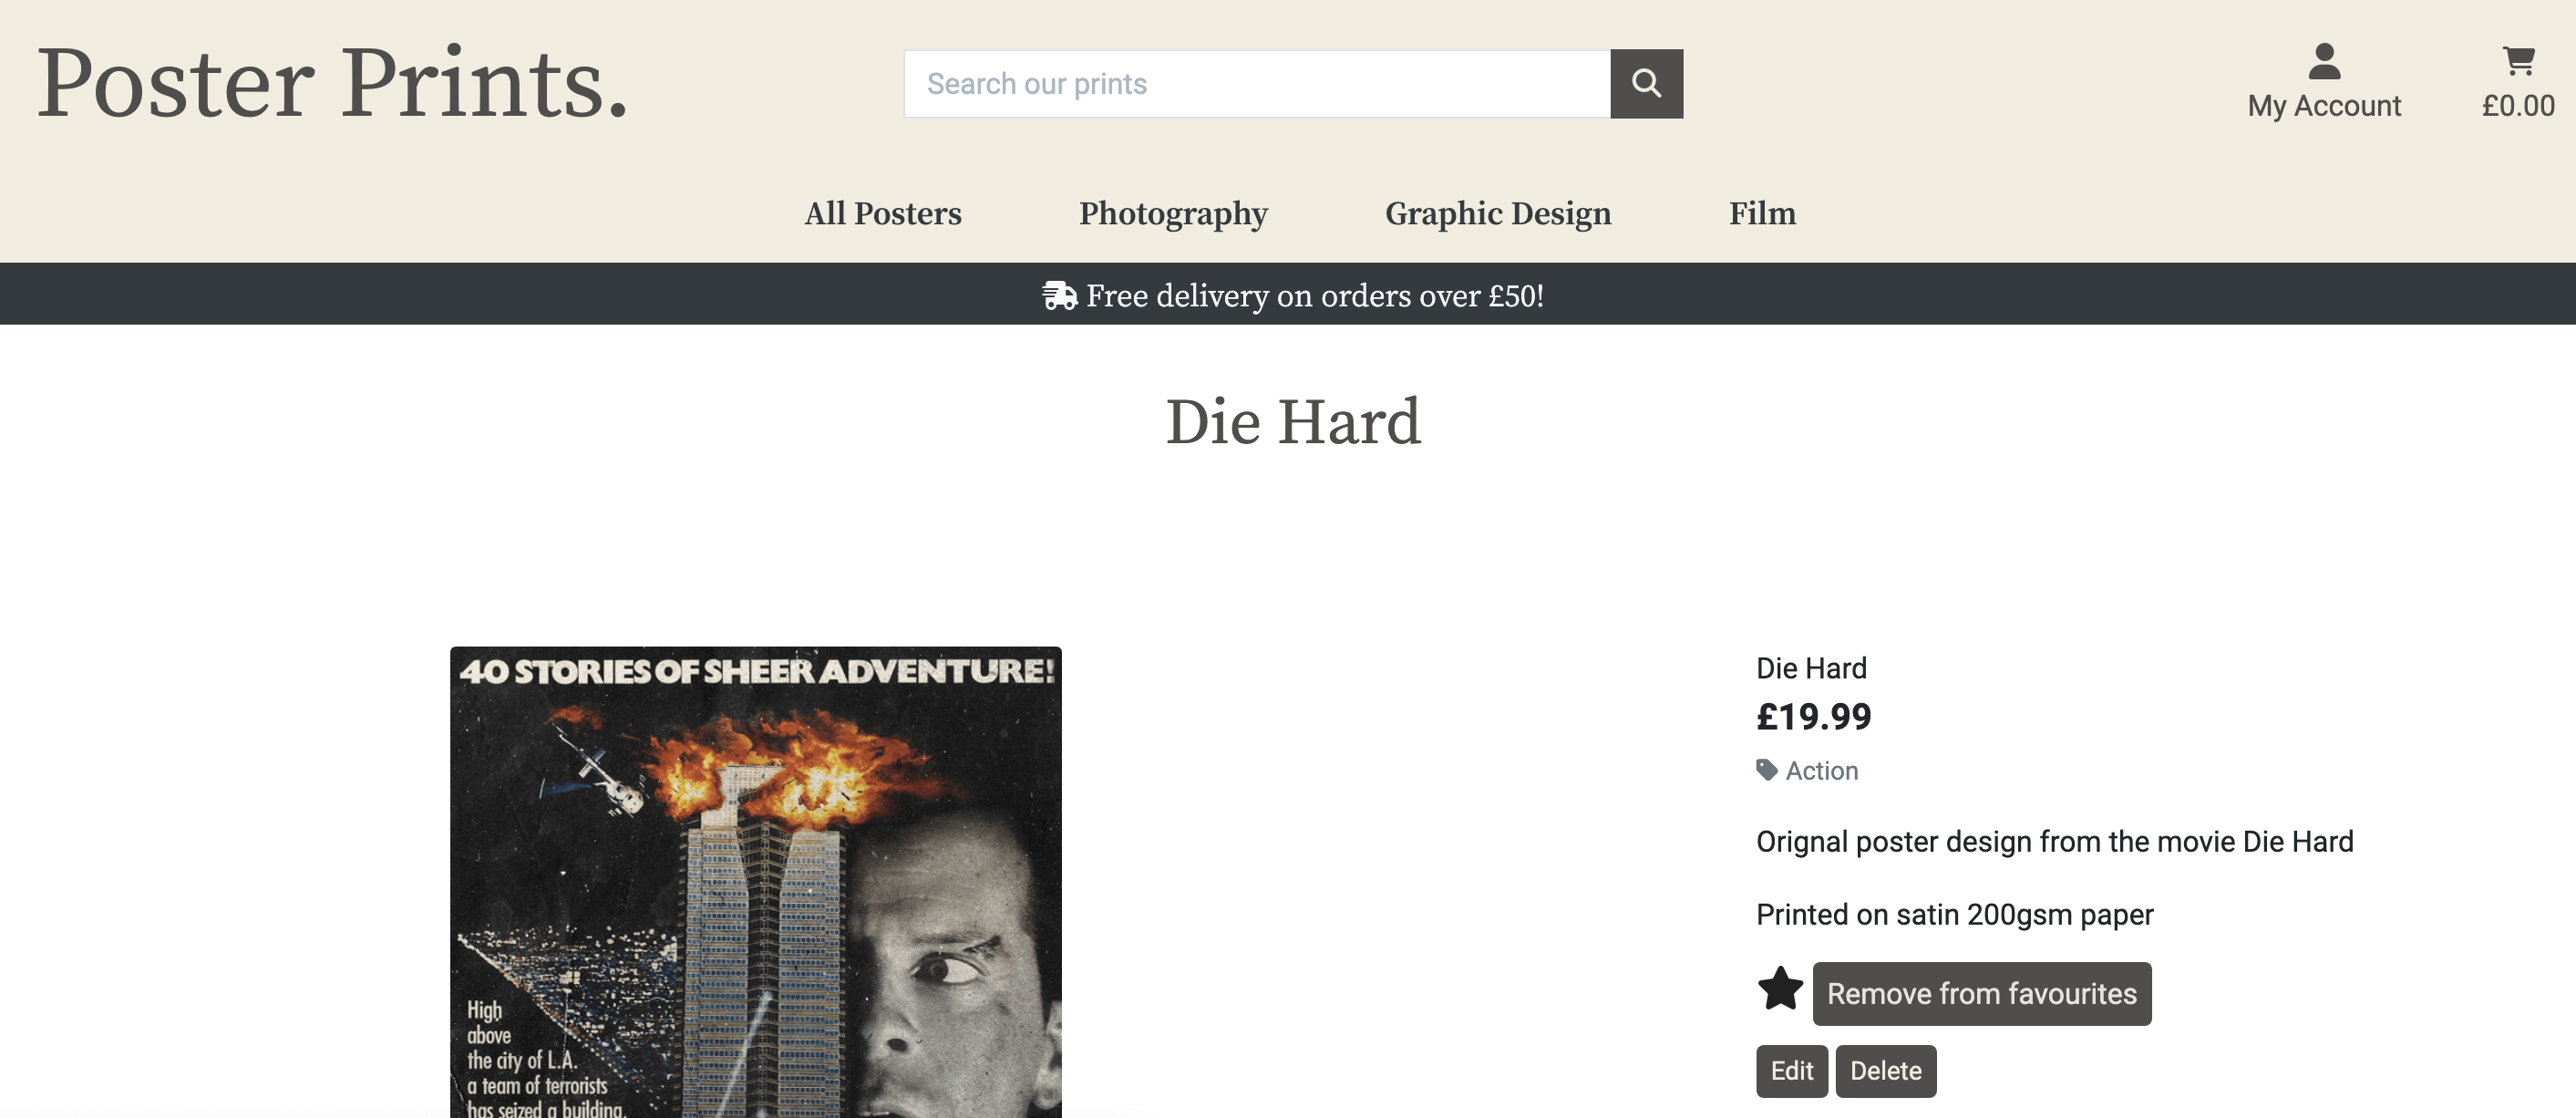 Poster Prints.
Search our prints
My Account
£0.00
All Posters
Photography
Graphic Design
Film
Free delivery on orders over £50!
Die Hard
40 STORIES OF SHEER ADVENTURE!
High
above
the city of L.A.
a team of terrorists
has seized a building,
Die Hard
£19.99
Action
Orignal poster design from the movie Die Hard
Printed on satin 200gsm paper
Remove from favourites
Edit
Delete